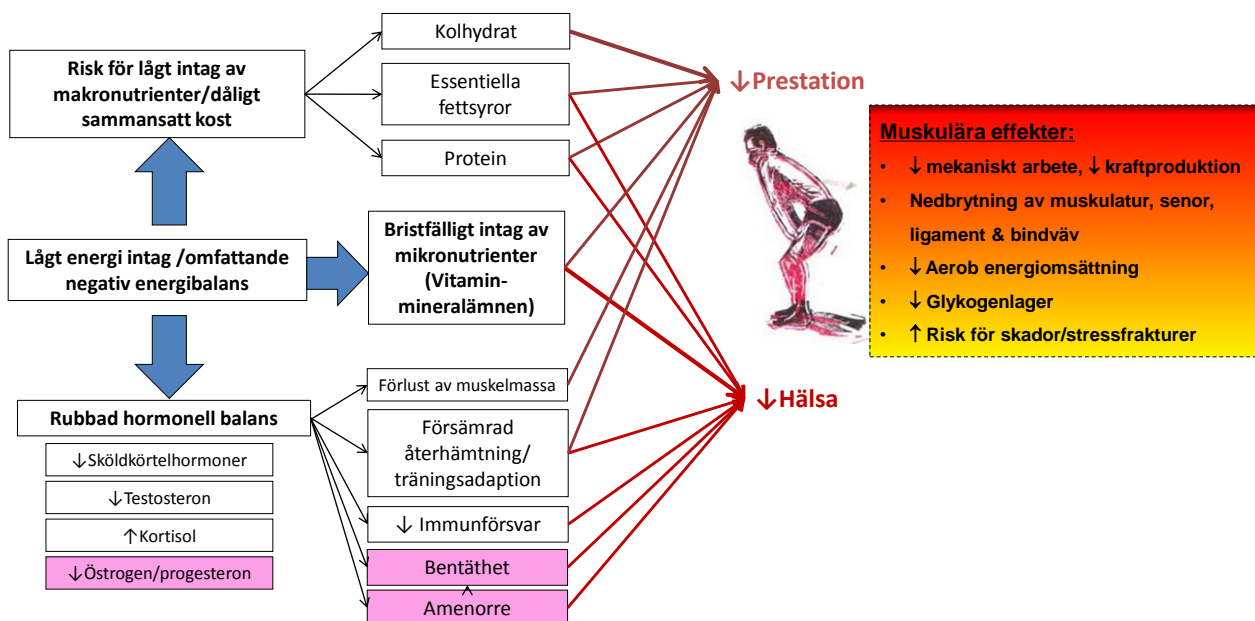 Risk för lågt intag av
makronutrienter/dåligt
sammansatt kost
Kolhydrat
Essentiella
fettsyror
Protein
↓Prestation
Lågt energi intag /omfattande
negativ energibalans
Bristfälligt intag av
mikronutrienter
(Vitamin-
mineralämnen)
Muskulära effekter:
• ↓ mekaniskt arbete, ↓ kraftproduktion
• Nedbrytning av muskulatur, senor,
ligament & bindväv
• ↓ Aerob energiomsättning
• ↓ Glykogenlager
• ↑ Risk för skador/stressfrakturer
Rubbad hormonell balans
↓Sköldkörtelhormoner
↓Testosteron
↑Kortisol
↓Östrogen/progesteron
Förlust av muskelmassa
Försämrad
återhämtning/
träningsadaption
↓ Immunförsvar
Bentäthet
Amenorre
↓Hälsa